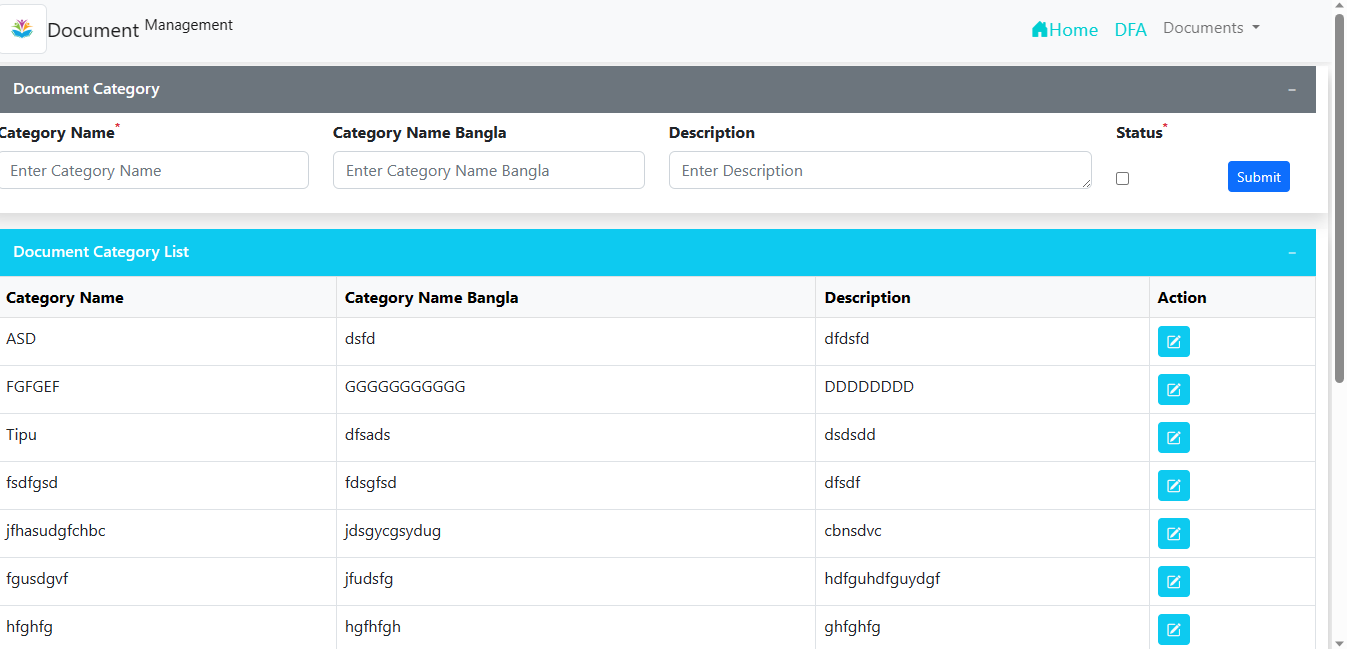 Document Management
Home DFA Documents
Document Category
Category Name* Category Name Bangla Description Status*
Enter Category Name Enter Category Name Bangla Enter Description Submit
Document Category List
Category Name Category Name Bangla Description Action
ASD dsfd dfdsfd
FGFGEF GGGGGGGGGGG DDDDDDDD
Tipu dfsads dsdsdd
fsdfgsd fdsgfsd dfsdf
jfhasudgfchbc jdsgycgsydug cbnsdvc
fgusdgvf jfudsfg hdfguhdfguydgf
hfghfg hgfhfgh ghfghfg